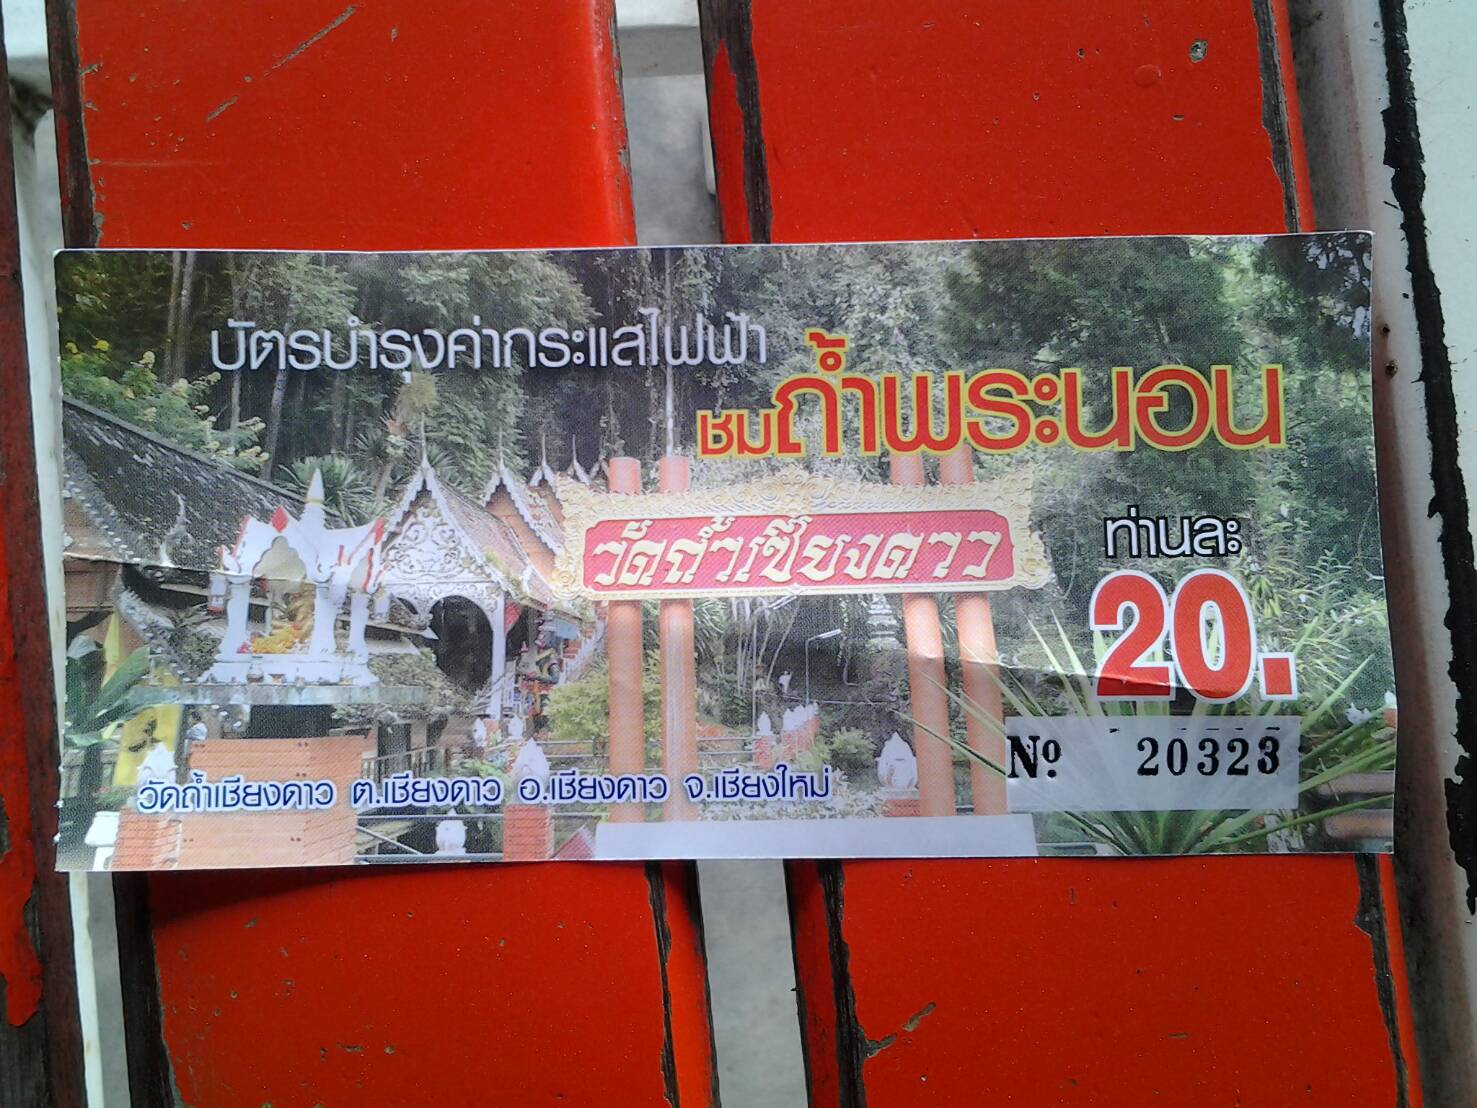 บัตรบำรุงค่ากระแสไฟฟ้า
ชมถ้ำพระนอน
วัดถ้ำเชียงดาว
ท่านละ
20.
Nº 20323
วัดถ้ำเชียงดาว ต.เชียงดาว อ.เชียงดาว จ.เชียงใหม่